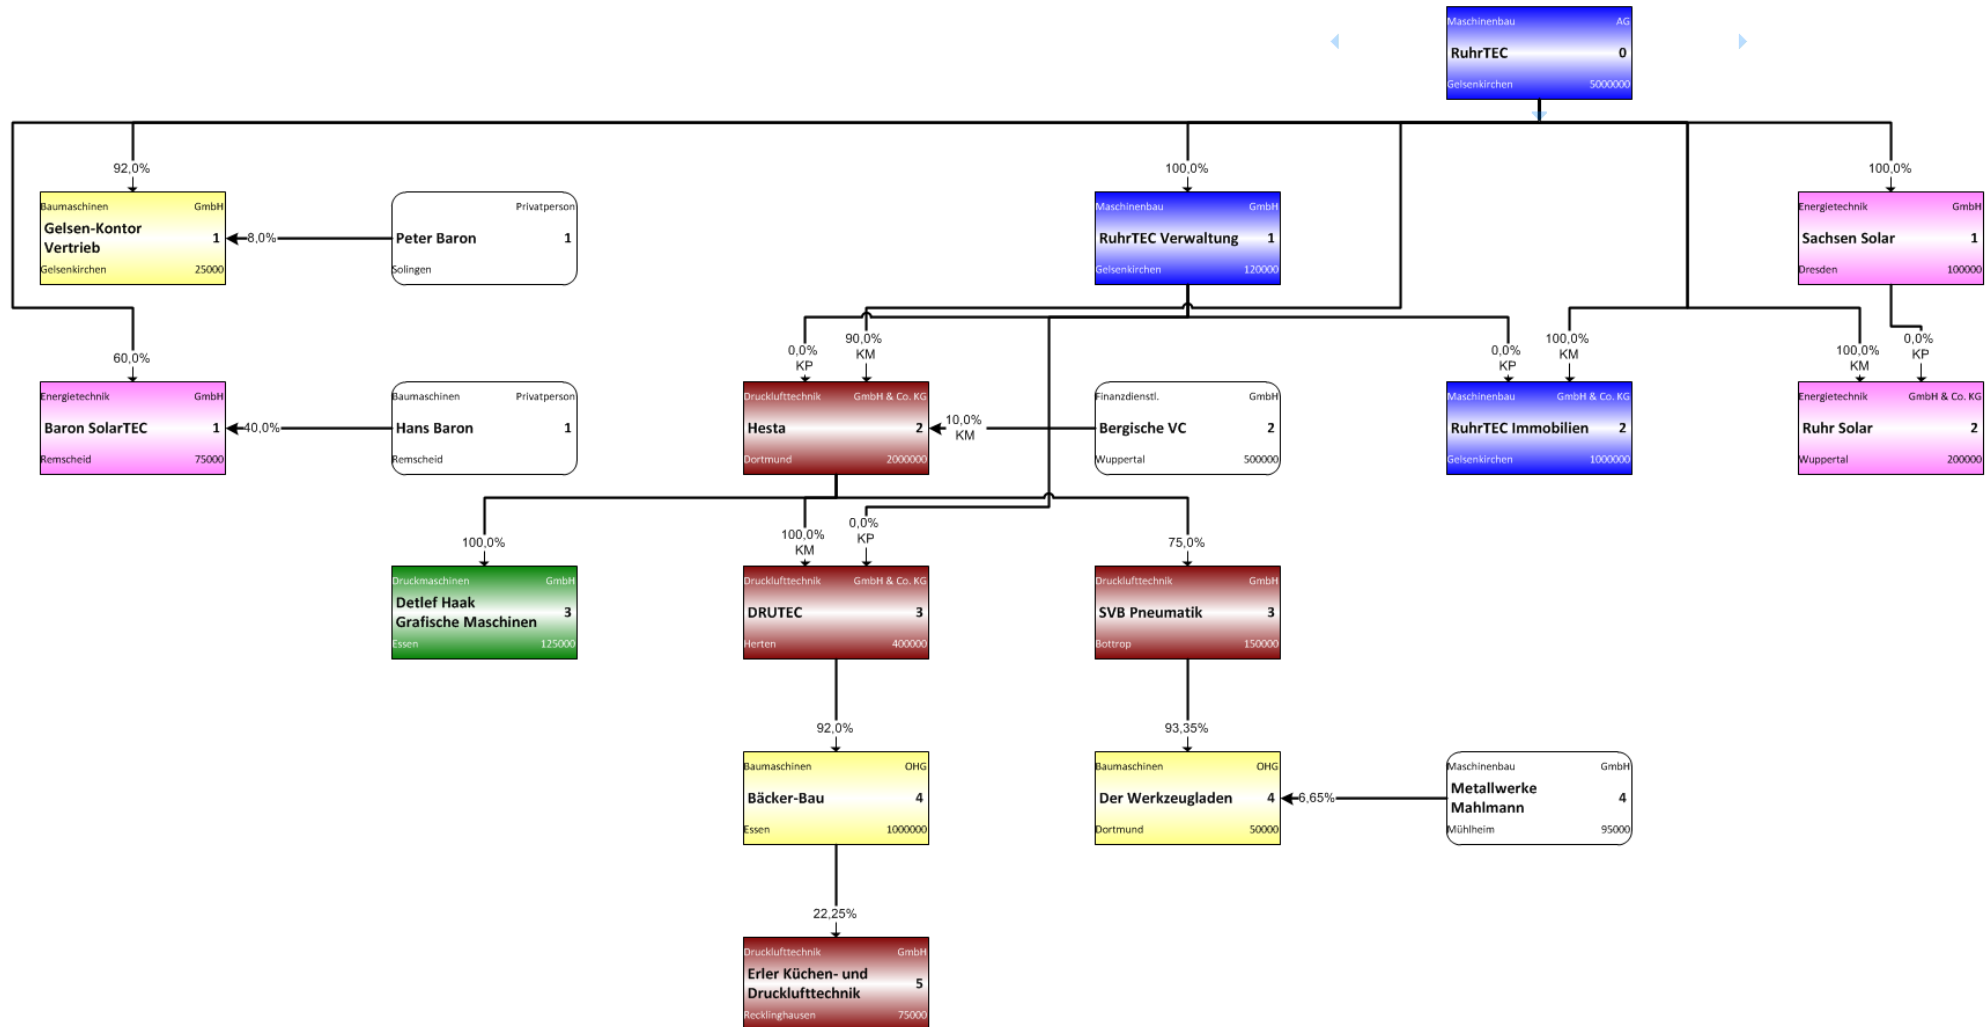 Maschinenbau AG
RuhrTEC 0
Gelsenkirchen 5000000
92,0%
100,0%
100,0%
Baumaschinen GmbH
Gelsen-Kontor
Vertrieb
1
Gelsenkirchen 25000
8,0%
Privatperson
Peter Baron 1
Solingen
Maschinenbau GmbH
RuhrTEC Verwaltung 1
Gelsenkirchen 120000
Energietechnik GmbH
Sachsen Solar 1
Dresden 100000
60,0%
0,0%
KP
90,0%
KM
0,0%
KP
100,0%
KM
100,0%
KM
0,0%
KP
Energietechnik GmbH
Baron SolarTEC 1
Remscheid 75000
40,0%
Baumaschinen Privatperson
Hans Baron 1
Remscheid
Drucklufttechnik GmbH & Co. KG
Hesta 2
Dortmund 2000000
10,0%
KM
Finanzdienstl. GmbH
Bergische VC 2
Wuppertal 500000
Maschinenbau GmbH & Co. KG
RuhrTEC Immobilien 2
Gelsenkirchen 1000000
Energietechnik GmbH & Co. KG
Ruhr Solar 2
Wuppertal 200000
100,0%
100,0%
KM
0,0%
KP
75,0%
Druckmaschinen GmbH
Detlef Haak
Grafische Maschinen
3
Essen 125000
Drucklufttechnik GmbH & Co. KG
DRUTEC 3
Herten 400000
Drucklufttechnik GmbH
SVB Pneumatik 3
Bottrop 150000
92,0%
93,35%
Baumaschinen OHG
Bäcker-Bau 4
Essen 1000000
Baumaschinen OHG
Der Werkzeugladen 4
Dortmund 50000
6,65%
Maschinenbau GmbH
Metallwerke
Mahlmann
4
Mühlheim 95000
22,25%
Drucklufttechnik GmbH
Erler Küchen- und
Drucklufttechnik
5
Recklinghausen 75000